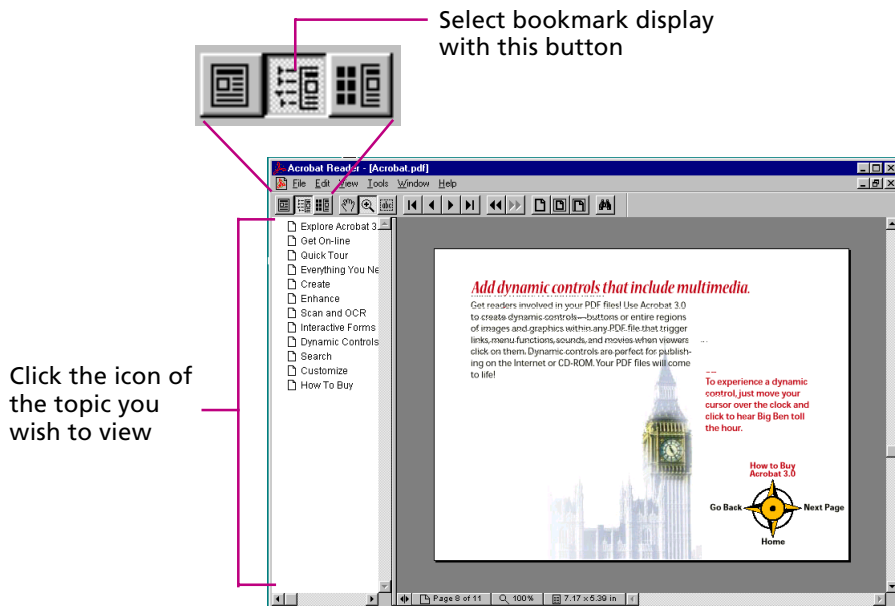 Select bookmark display
with this button
Acrobat Reader - [Acrobat.pdf]
File Edit View Tools Window Help
abc
Explore Acrobat 3.
Get On-line
Quick Tour
Everything You Ne
Create
Enhance
Scan and OCR
Interactive Forms
Dynamic Controls
Search
Customize
How To Buy
Click the icon of
the topic you
wish to view
Add dynamic controls that include multimedia.
Get readers involved in your PDF files! Use Acrobat 3.0
to create dynamic controls—buttons or entire regions
of images and graphics within any PDF file that trigger
links, menu functions, sounds, and movies when viewers
click on them. Dynamic controls are perfect for publish-
ing on the Internet or CD-ROM. Your PDF files will come
to life!
To experience a dynamic
control, just move your
cursor over the clock and
click to hear Big Ben toll
the hour.
How to Buy
Acrobat 3.0
Go Back
Next Page
Home
Page 8 of 11 100% 7.17 x 5.39 in